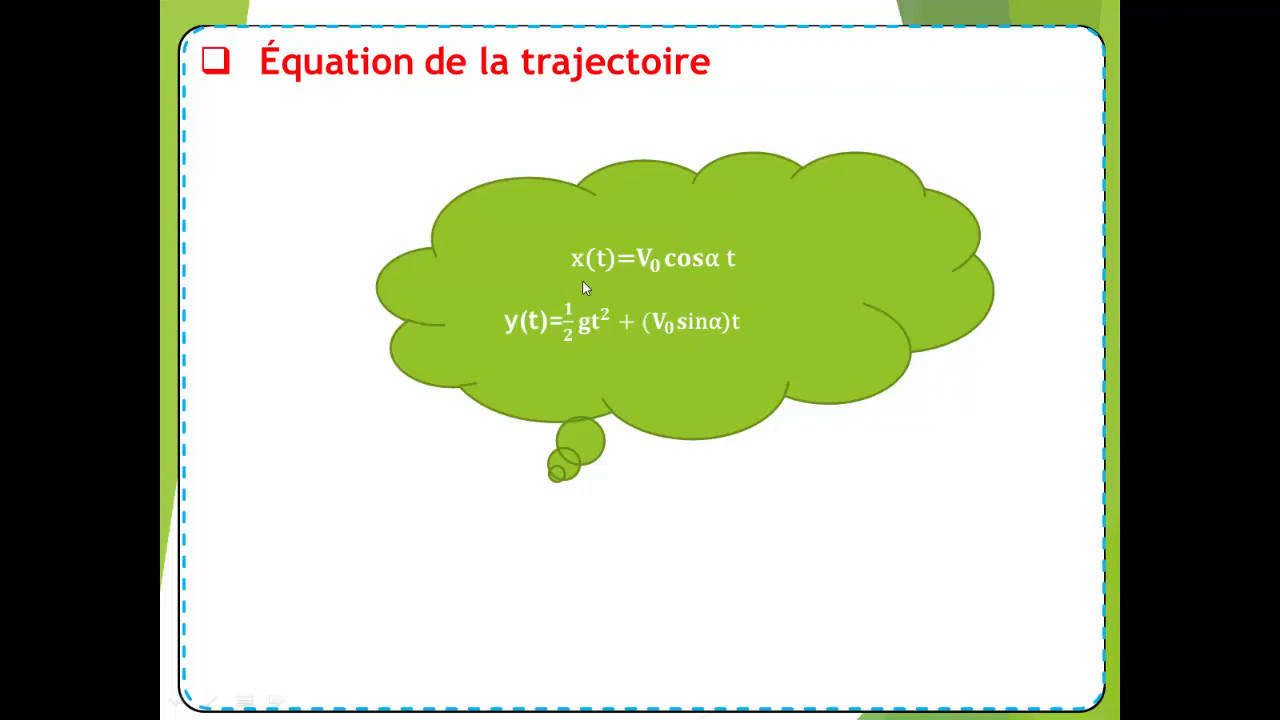 Équation de la trajectoire
x(t)=V₀ cosα t
y(t)=½ gt² + (V₀ sinα)t